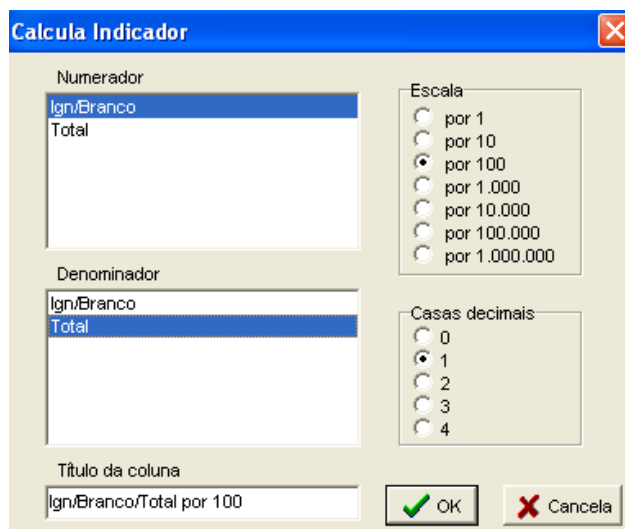 Calcula Indicador
Numerador
Ign/Branco
Total
Escala
por 1
por 10
por 100
por 1.000
por 10.000
por 100.000
por 1.000.000
Denominador
Ign/Branco
Total
Casas decimais
0
1
2
3
4
Título da coluna
Ign/Branco/Total por 100
OK
Cancela